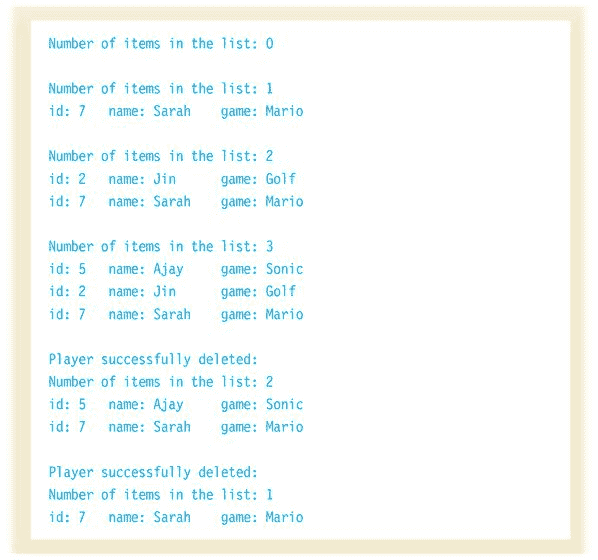 Number of items in the list: 0
Number of items in the list: 1
id: 7 name: Sarah game: Mario
Number of items in the list: 2
id: 2 name: Jin game: Golf
id: 7 name: Sarah game: Mario
Number of items in the list: 3
id: 5 name: Ajay game: Sonic
id: 2 name: Jin game: Golf
id: 7 name: Sarah game: Mario
Player successfully deleted:
Number of items in the list: 2
id: 5 name: Ajay game: Sonic
id: 7 name: Sarah game: Mario
Player successfully deleted:
Number of items in the list: 1
id: 7 name: Sarah game: Mario